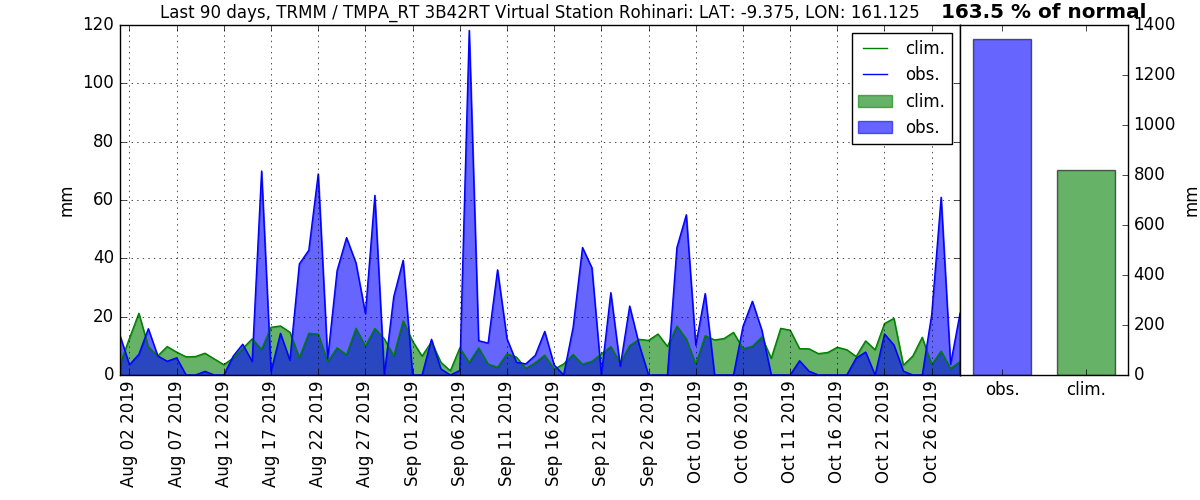 Last 90 days, TRMM / TMPA_RT 3B42RT Virtual Station Rohinari: LAT: -9.375, LON: 161.125
163.5 % of normal
120
100
80
60
40
20
0
mm
clim.
obs.
clim.
obs.
1400
1200
1000
800
600
400
200
0
mm
obs.
clim.
Aug 02 2019
Aug 07 2019
Aug 12 2019
Aug 17 2019
Aug 22 2019
Aug 27 2019
Sep 01 2019
Sep 06 2019
Sep 11 2019
Sep 16 2019
Sep 21 2019
Sep 26 2019
Oct 01 2019
Oct 06 2019
Oct 11 2019
Oct 16 2019
Oct 21 2019
Oct 26 2019